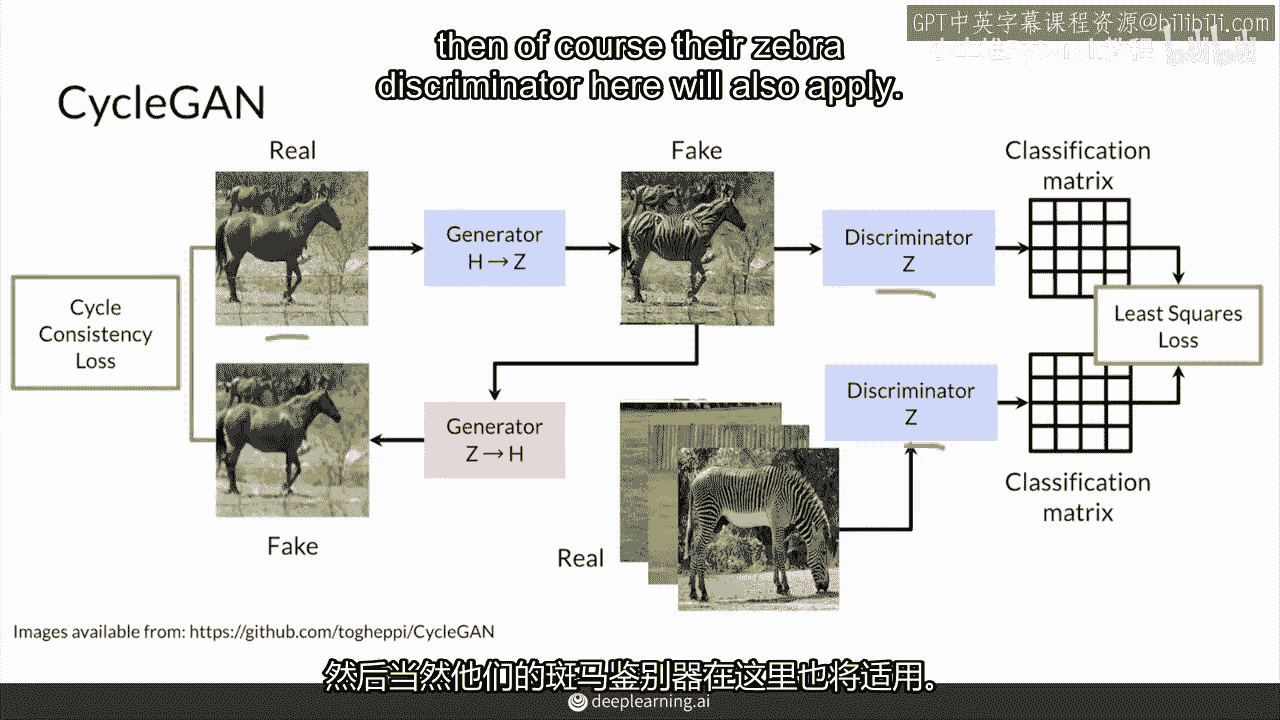 GPT中英字幕课程资源@bilibili.com
then of course their zebra
discriminator here will also apply.
CycleGAN
Real
Fake
Classification
matrix
Generator
H → Z
Discriminator
Z
Cycle
Consistency
Loss
Least Squares
Loss
Generator
Z → H
Discriminator
Z
Fake
Real
Classification
matrix
Images available from: https://github.com/togheppi/CycleGAN
然后当然他们的斑马鉴别器在这里也将适用。
deeplearning.ai